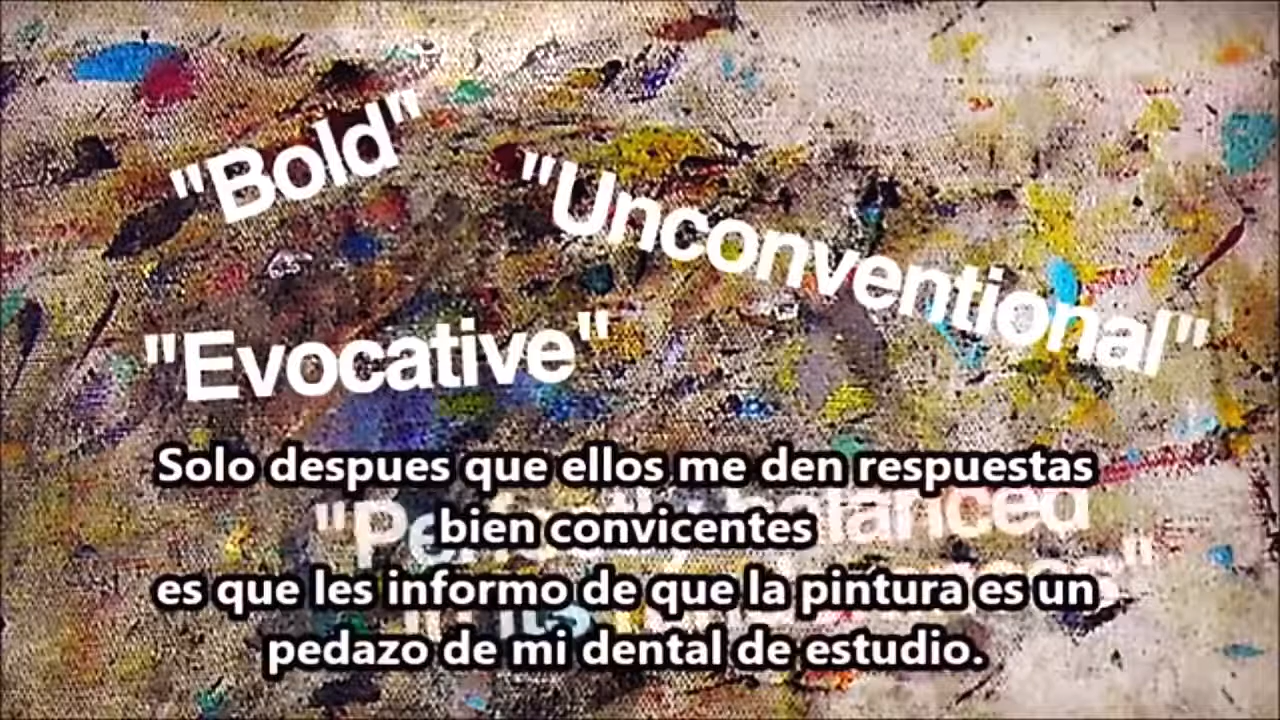 "Bold"
"Unconventional"
"Evocative"
Solo despues que ellos me den respuestas
bien convicentes
es que les informo de que la pintura es un
pedazo de mi dental de estudio.
balanced